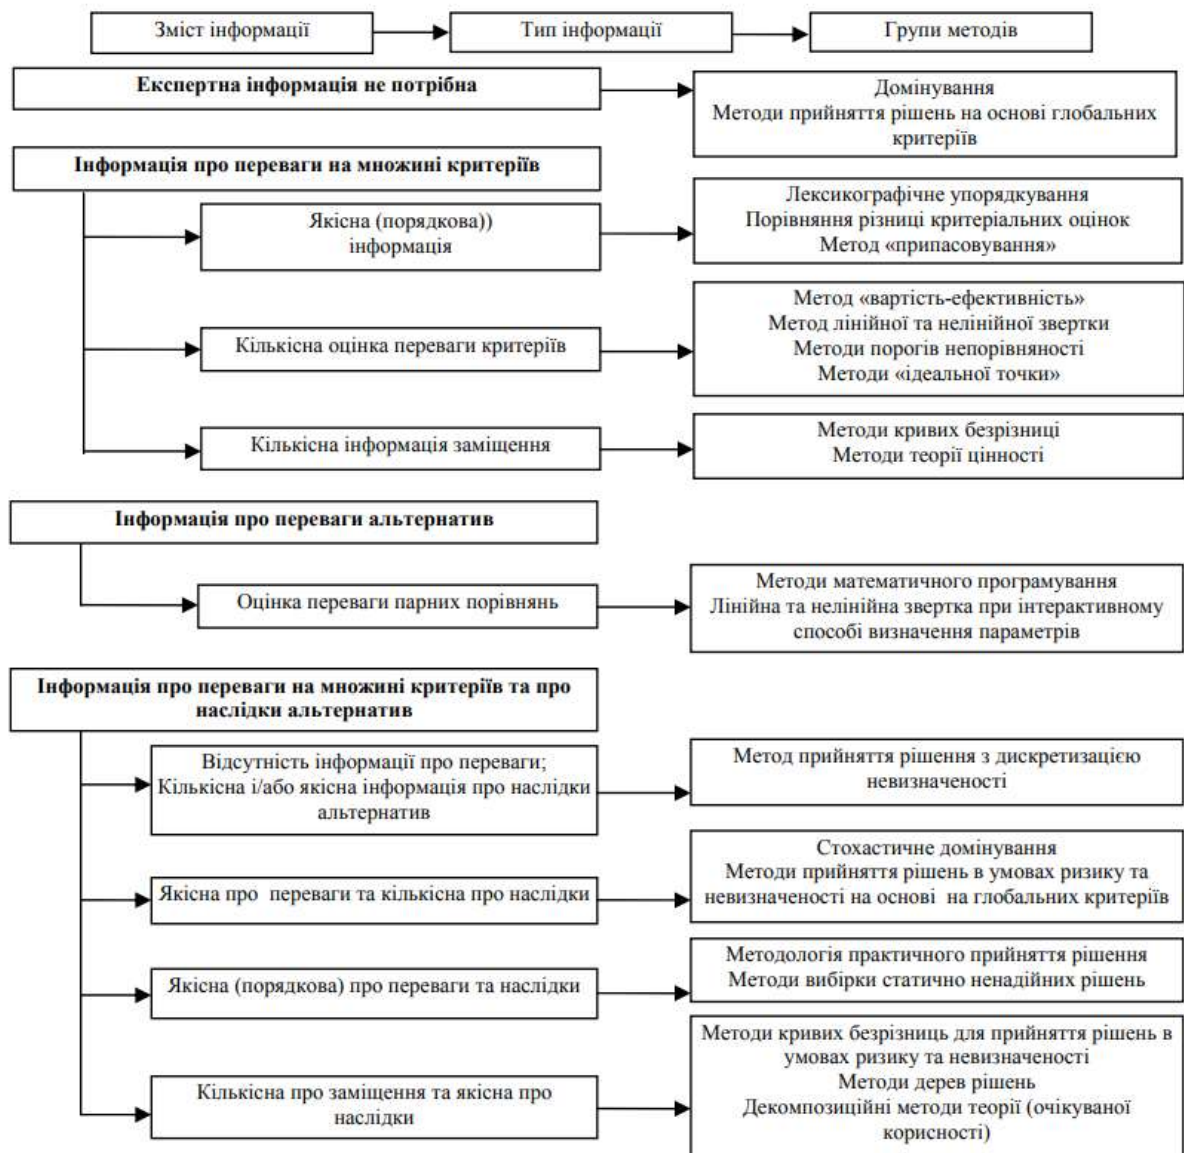 Зміст інформації
Тип інформації
Групи методів
Експертна інформація не потрібна
Домінування
Методи прийняття рішень на основі глобальних
критеріїв
Інформація про переваги на множині критеріїв
Якісна (порядкова))
інформація
Лексикографічне упорядкування
Порівняння різниці критеріальних оцінок
Метод «припасовування»
Кількісна оцінка переваги критеріїв
Метод «вартість-ефективність»
Метод лінійної та нелінійної звертки
Методи порогів непорівняності
Методи «ідеальної точки»
Кількісна інформація заміщення
Методи кривих безрізниці
Методи теорії цінності
Інформація про переваги альтернатив
Оцінка переваги парних порівнянь
Методи математичного програмування
Лінійна та нелінійна звертка при інтерактивному
способі визначення параметрів
Інформація про переваги на множині критеріїв та про
наслідки альтернатив
Відсутність інформації про переваги;
Кількісна і/або якісна інформація про наслідки
альтернатив
Метод прийняття рішення з дискретизацією
невизначеності
Якісна про переваги та кількісна про наслідки
Стохастичне домінування
Методи прийняття рішень в умовах ризику та
невизначеності на основі на глобальних критеріїв
Якісна (порядкова) про переваги та наслідки
Методологія практичного прийняття рішення
Методи вибірки статично ненадійних рішень
Кількісна про заміщення та якісна про
наслідки
Методи кривих безрізниць для прийняття рішень в
умовах ризику та невизначеності
Методи дерев рішень
Декомпозиційні методи теорії (очікуваної
корисності)